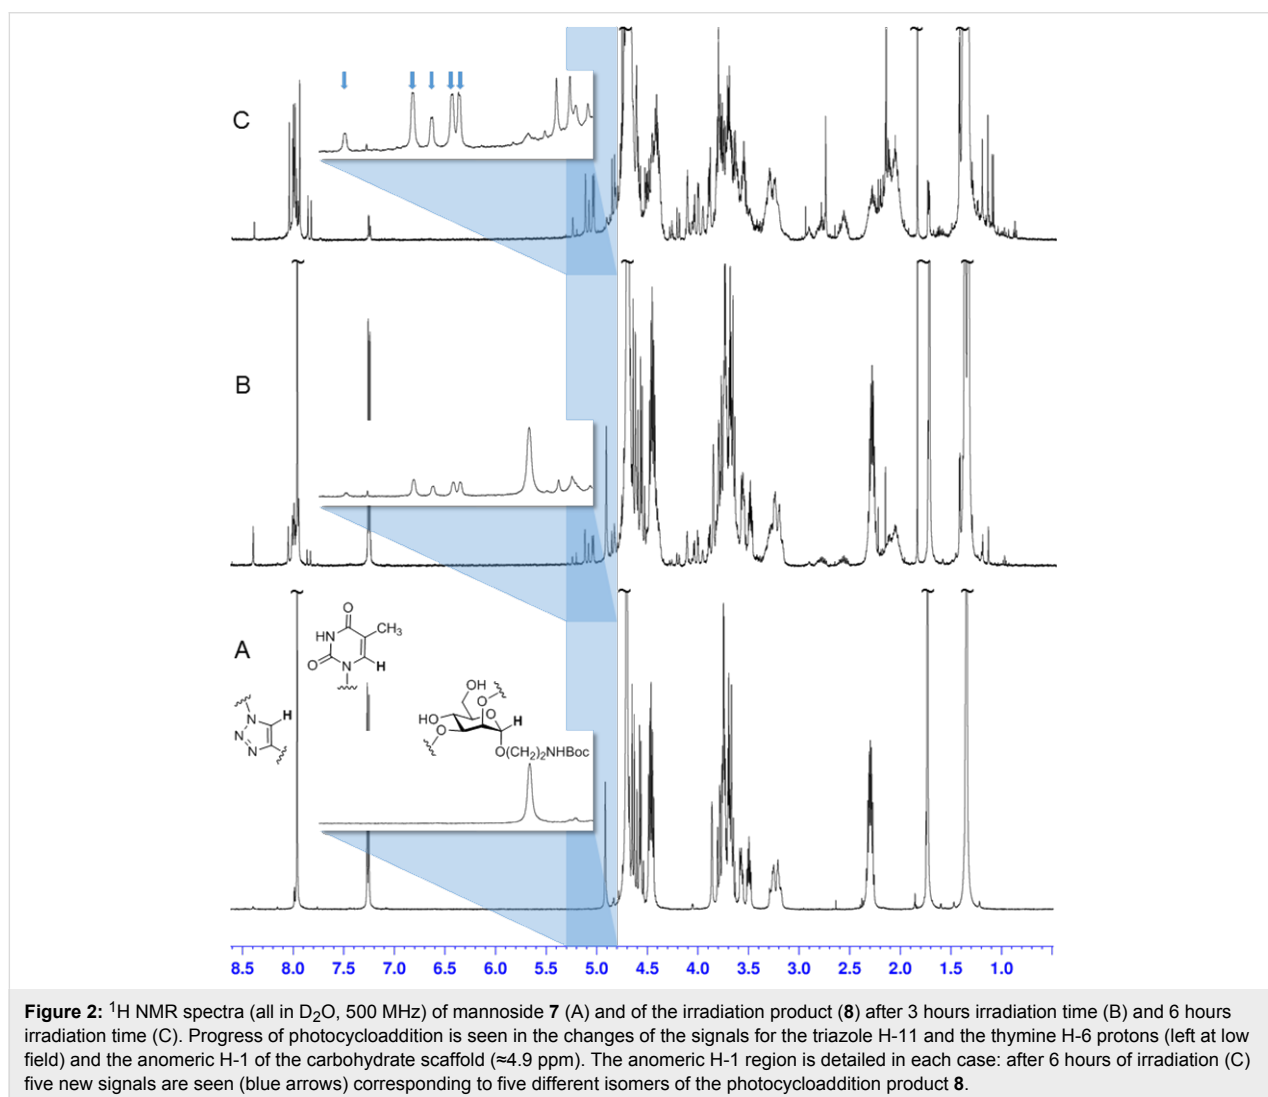 C
B
A
O
HN
CH₃
O
N
H
N
H
N
N
OH
O
HO
O
H
O
O(CH₂)₂NHBoc
8.5 8.0 7.5 7.0 6.5 6.0 5.5 5.0 4.5 4.0 3.5 3.0 2.5 2.0 1.5 1.0
Figure 2: ¹H NMR spectra (all in D₂O, 500 MHz) of mannoside 7 (A) and of the irradiation product (8) after 3 hours irradiation time (B) and 6 hours
irradiation time (C). Progress of photocycloaddition is seen in the changes of the signals for the triazole H-11 and the thymine H-6 protons (left at low
field) and the anomeric H-1 of the carbohydrate scaffold (≈4.9 ppm). The anomeric H-1 region is detailed in each case: after 6 hours of irradiation (C)
five new signals are seen (blue arrows) corresponding to five different isomers of the photocycloaddition product 8.